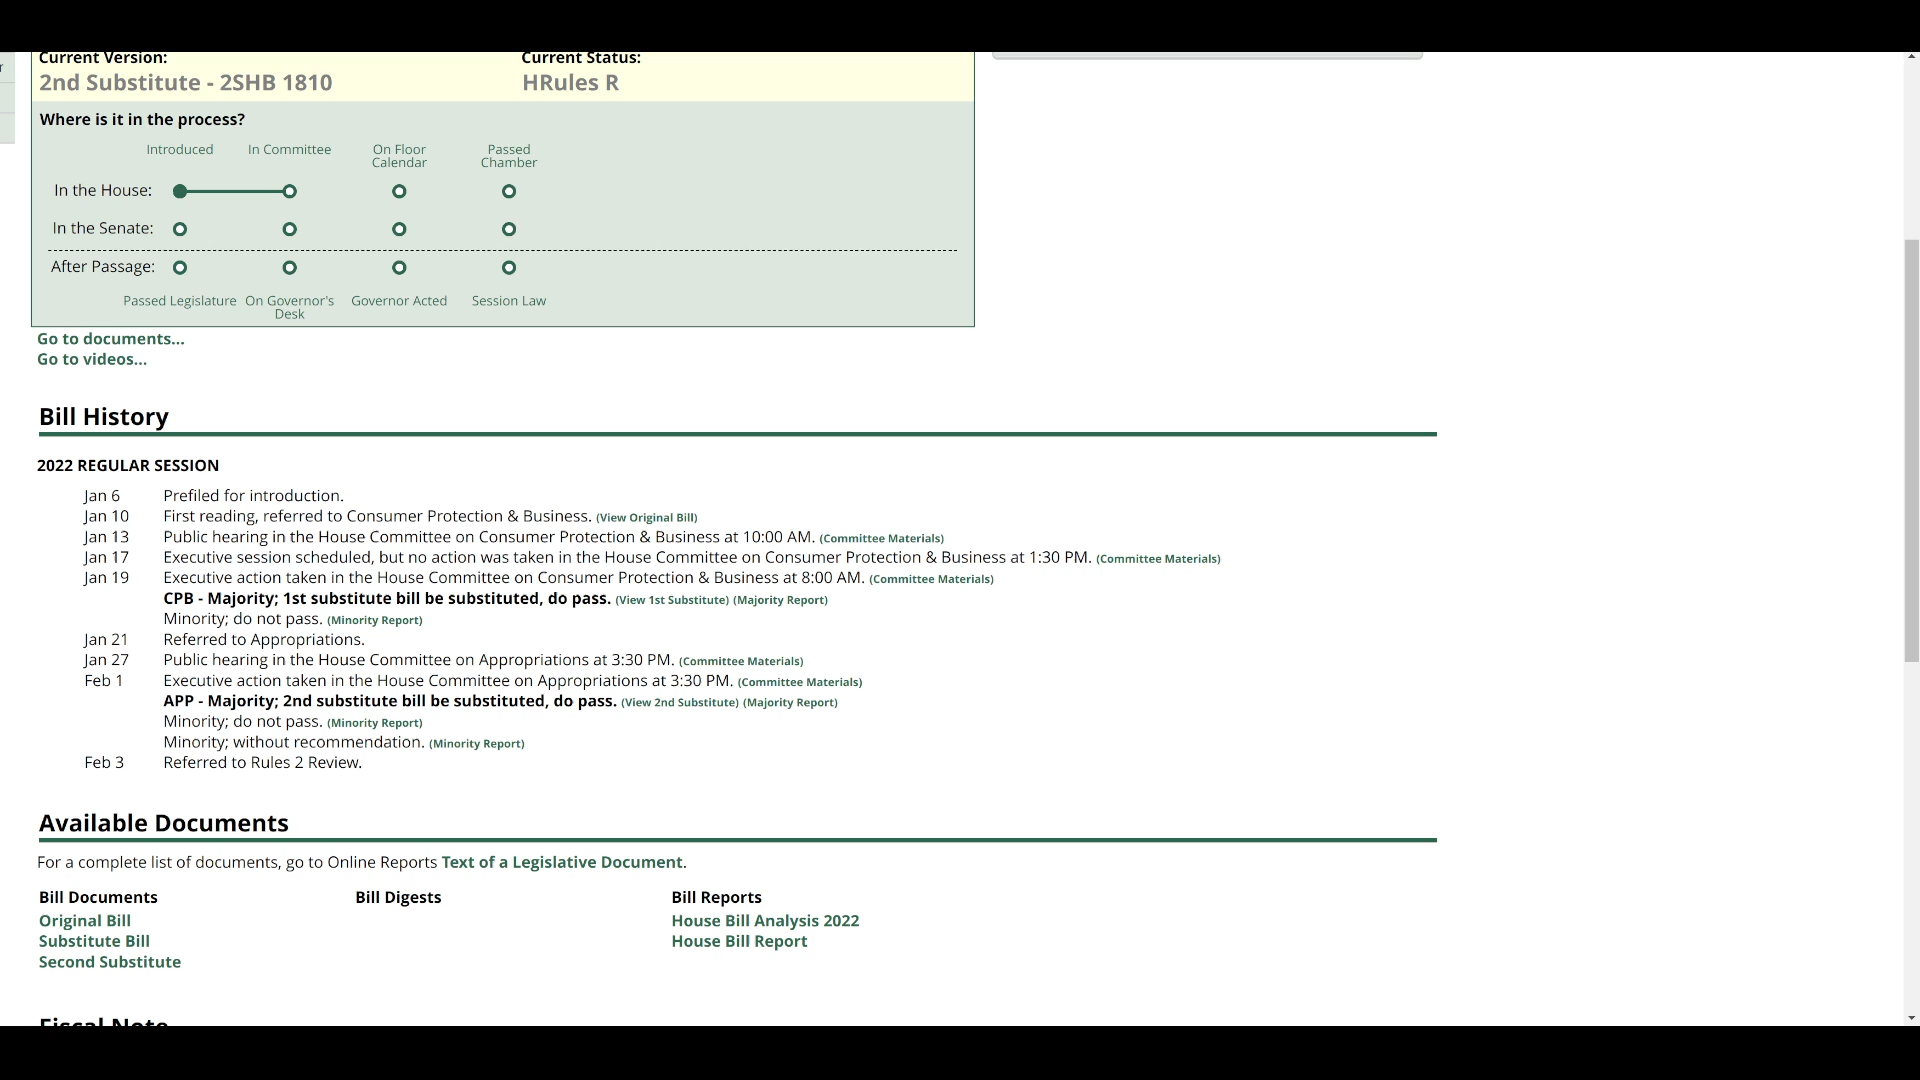 Current Version: Current Status:
2nd Substitute - 2SHB 1810 HRules R
Where is it in the process?
Introduced In Committee On Floor Calendar Passed Chamber
In the House:
In the Senate:
After Passage:
Passed Legislature On Governor's Desk Governor Acted Session Law
Go to documents...
Go to videos...
Bill History
2022 REGULAR SESSION
Jan 6 Prefiled for introduction.
Jan 10 First reading, referred to Consumer Protection & Business. (View Original Bill)
Jan 13 Public hearing in the House Committee on Consumer Protection & Business at 10:00 AM. (Committee Materials)
Jan 17 Executive session scheduled, but no action was taken in the House Committee on Consumer Protection & Business at 1:30 PM. (Committee Materials)
Jan 19 Executive action taken in the House Committee on Consumer Protection & Business at 8:00 AM. (Committee Materials)
CPB - Majority; 1st substitute bill be substituted, do pass. (View 1st Substitute) (Majority Report)
Minority; do not pass. (Minority Report)
Jan 21 Referred to Appropriations.
Jan 27 Public hearing in the House Committee on Appropriations at 3:30 PM. (Committee Materials)
Feb 1 Executive action taken in the House Committee on Appropriations at 3:30 PM. (Committee Materials)
APP - Majority; 2nd substitute bill be substituted, do pass. (View 2nd Substitute) (Majority Report)
Minority; do not pass. (Minority Report)
Minority; without recommendation. (Minority Report)
Feb 3 Referred to Rules 2 Review.
Available Documents
For a complete list of documents, go to Online Reports Text of a Legislative Document.
Bill Documents Bill Digests Bill Reports
Original Bill House Bill Analysis 2022
Substitute Bill House Bill Report
Second Substitute
Fiscal Note